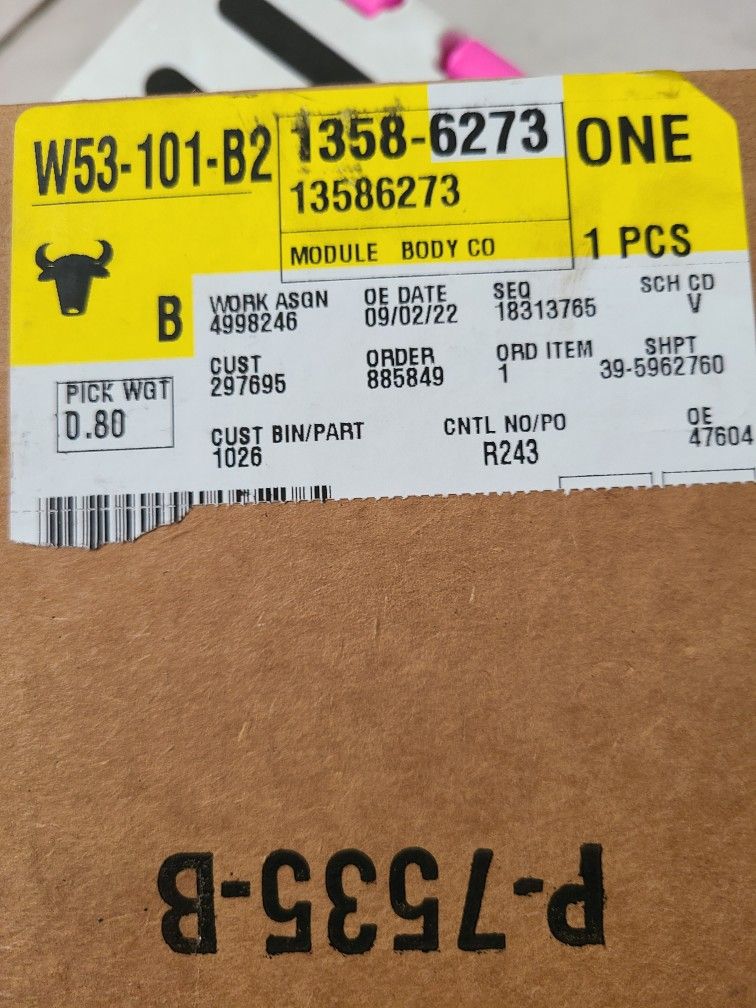 W53-101-B2
1358-6273
ONE
13586273
MODULE BODY CO
1 PCS
B
WORK ASGN
4998246
OE DATE
09/02/22
SEQ
18313765
SCH CD
V
CUST
297695
ORDER
885849
ORD ITEM
1
SHPT
39-5962760
PICK WGT
0.80
CUST BIN/PART
1026
CNTL NO/PO
R243
OE
47604
P-7535-B